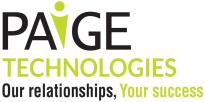 PAiGE
TECHNOLOGIES
Our relationships, Your success